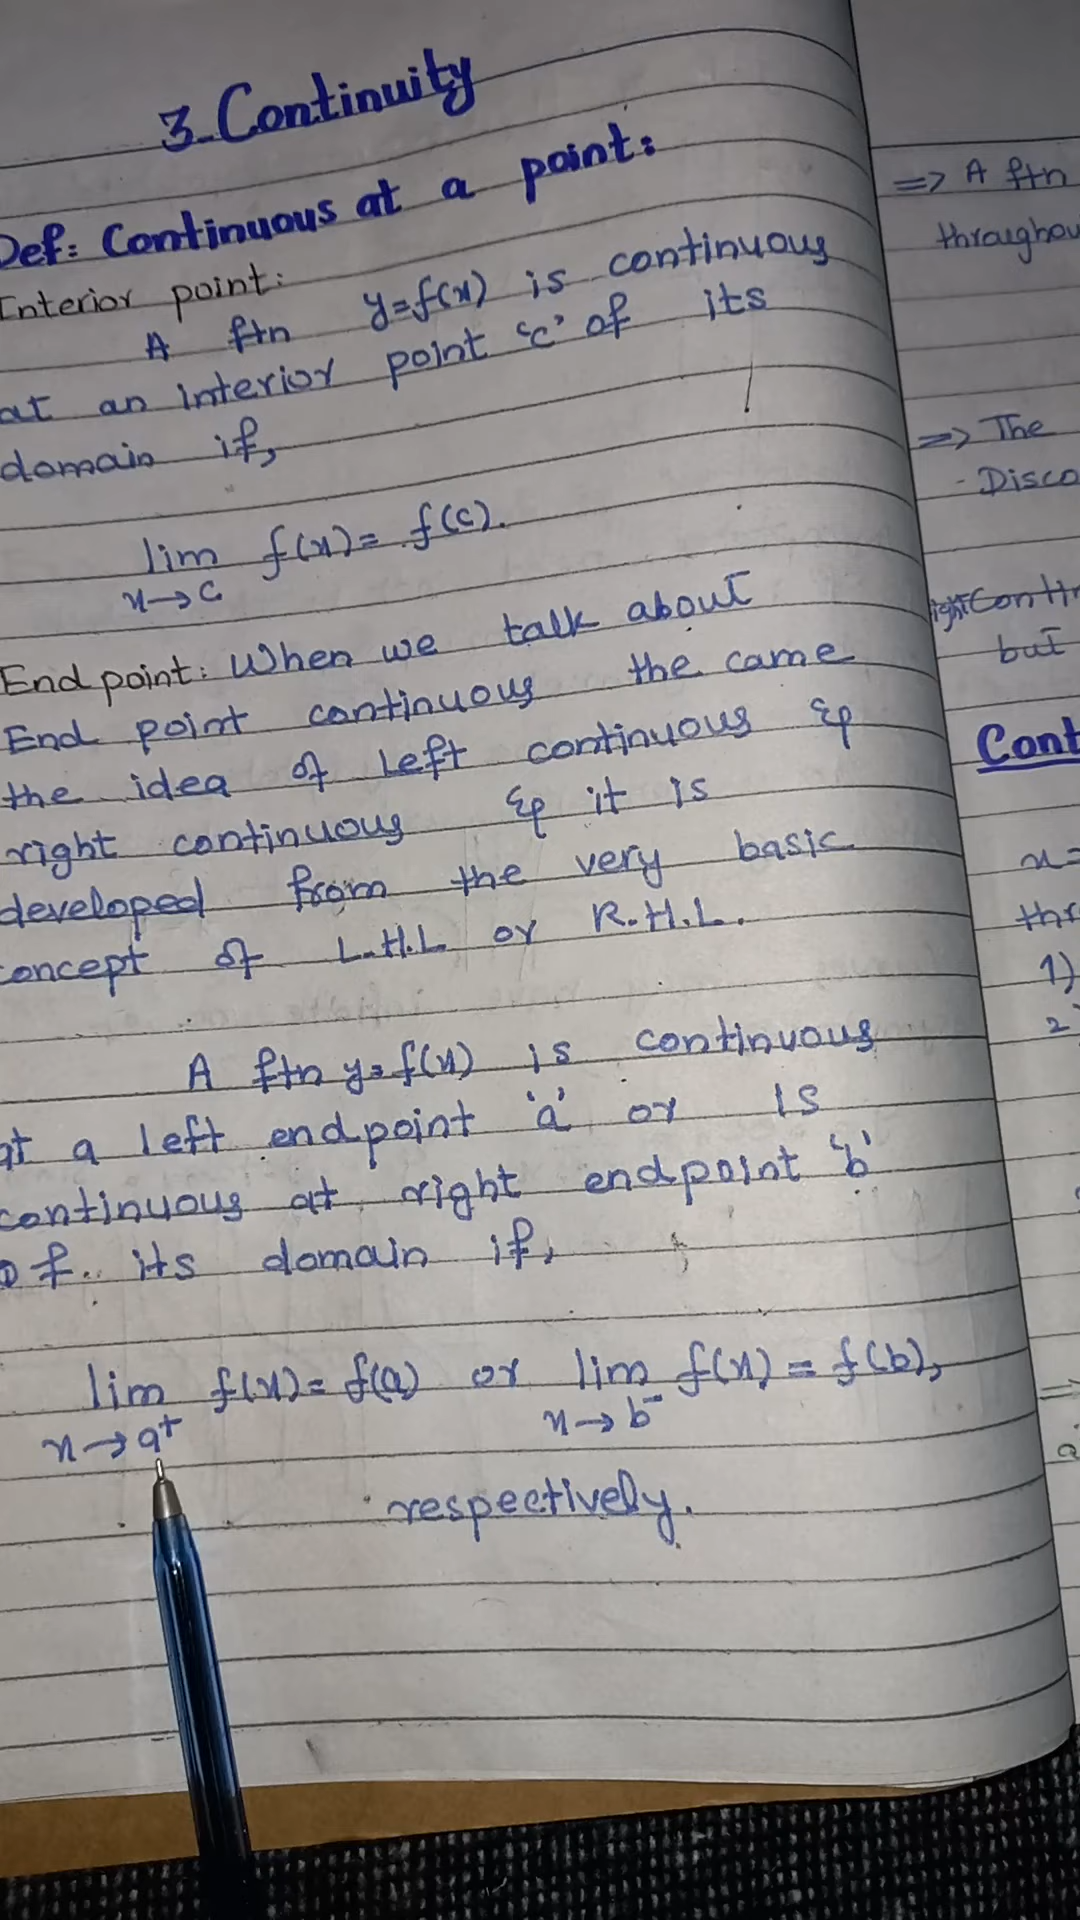 3. Continuity
Def: Continuous at a point:
Interior point:
A ftn y=f(x) is continuous
at an interior point 'c' of its
domain if,
lim f(x) = f(c).
x→c
End point: When we talk about
End point continuous the came
the idea of left continuous &
right continuous & it is
developed from the very basic
concept of L.H.L or R.H.L.
A ftn y=f(x) is continuous
at a left endpoint 'a' or is
continuous at right endpoint 'b'
of its domain if,
lim f(x) = f(a) or lim f(x) = f(b),
x→a⁺ x→b⁻
respectively.
=> A ftn
=> The
but
1)
2